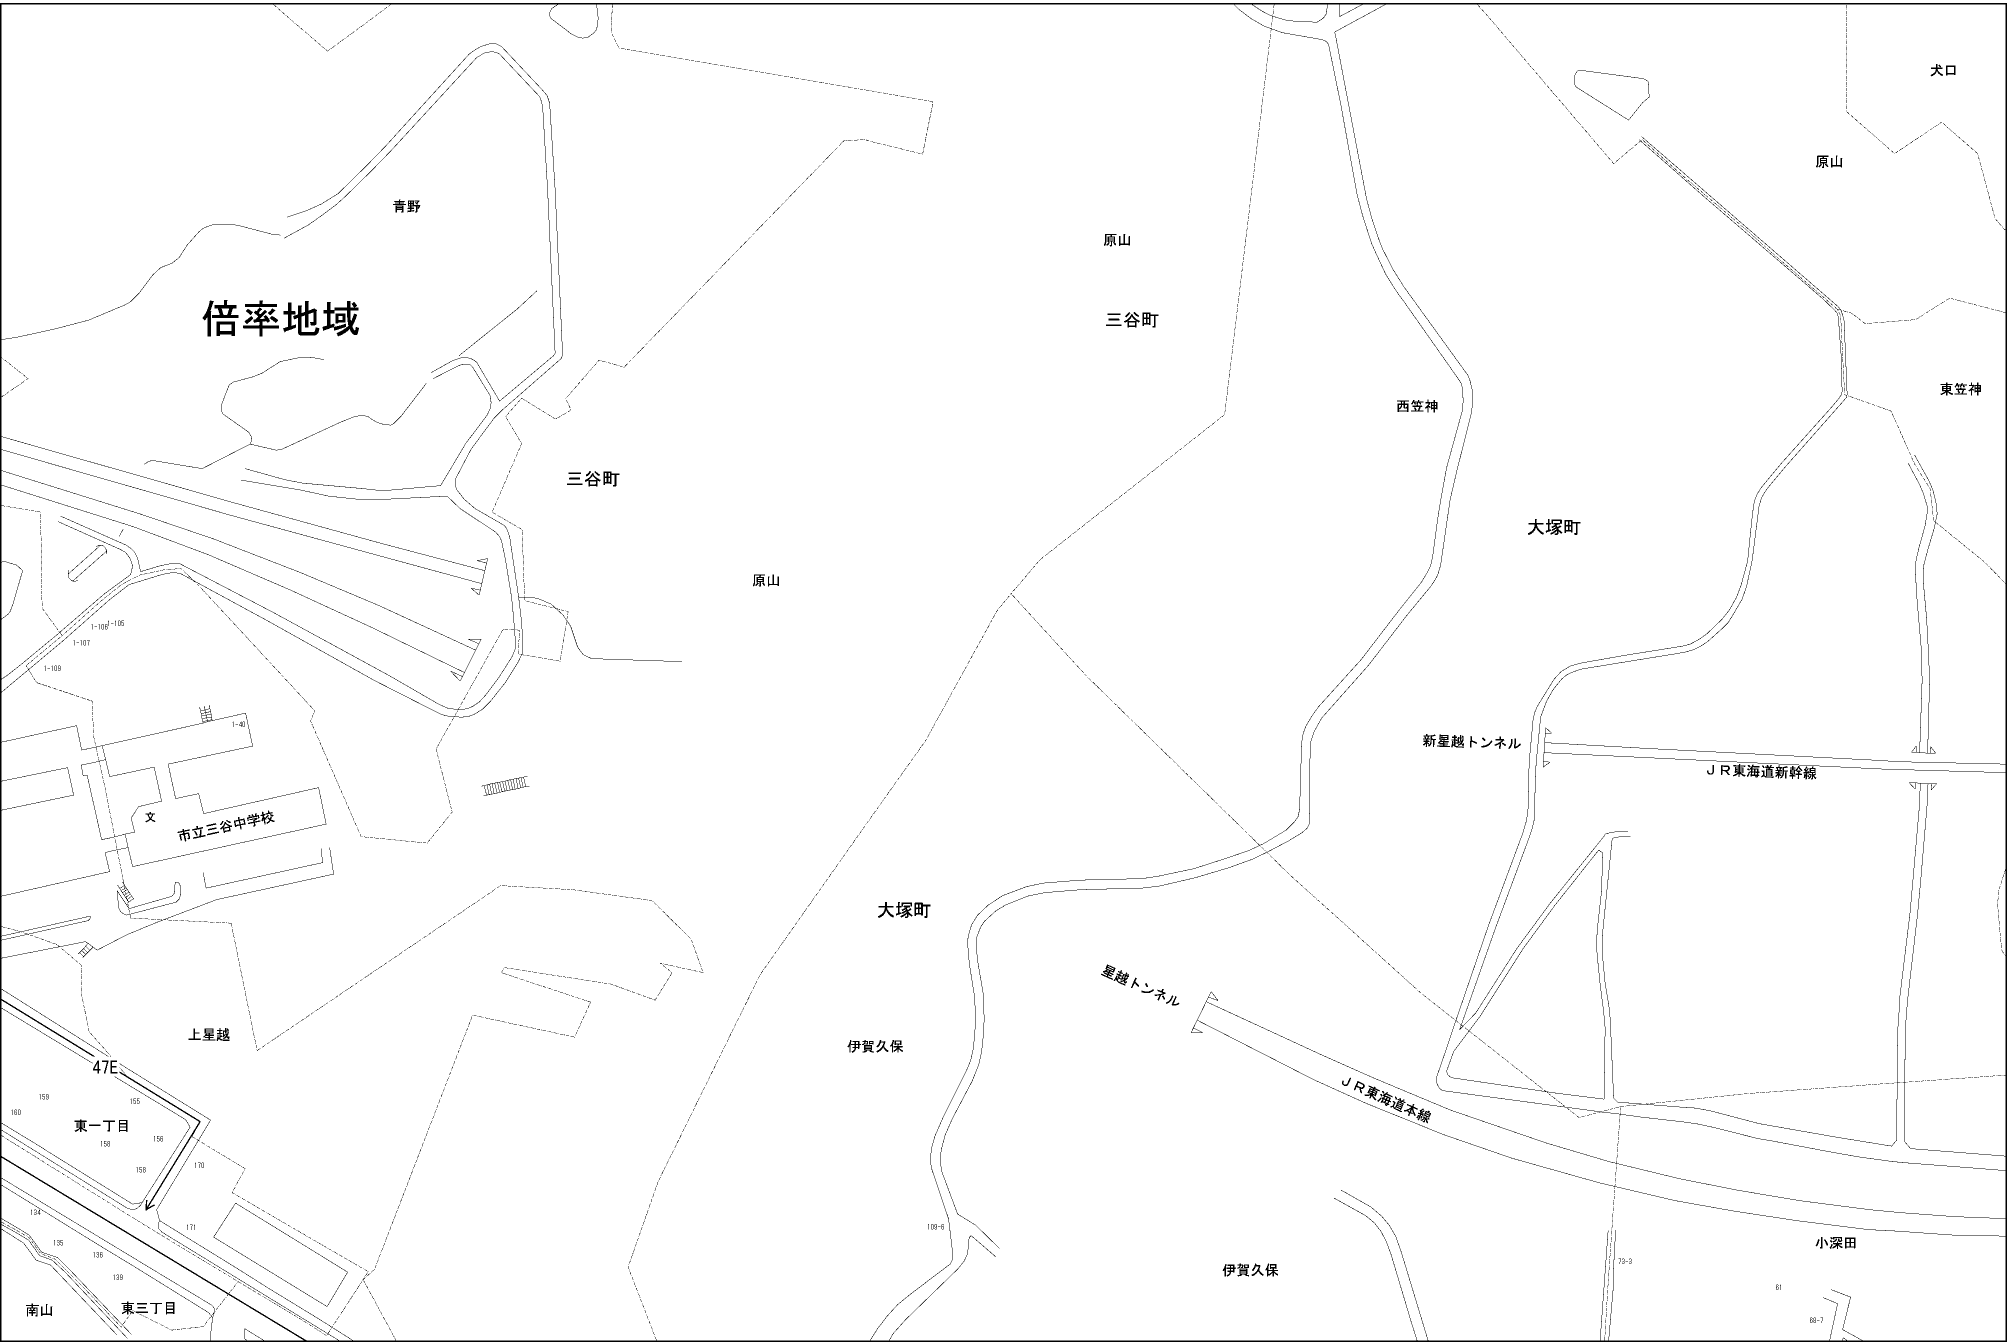 犬口
原山
青野
原山
倍率地域
三谷町
東笠神
西笠神
三谷町
大塚町
原山
1-106
1-105
1-107
1-109
1-40
新星越トンネル
ＪＲ東海道新幹線
文
市立三谷中学校
大塚町
星越トンネル
上星越
伊賀久保
47E
ＪＲ東海道本線
159
155
160
東一丁目
156
158
158
170
134
171
109-6
135
小深田
136
73-3
伊賀久保
139
61
南山
東三丁目
68-7